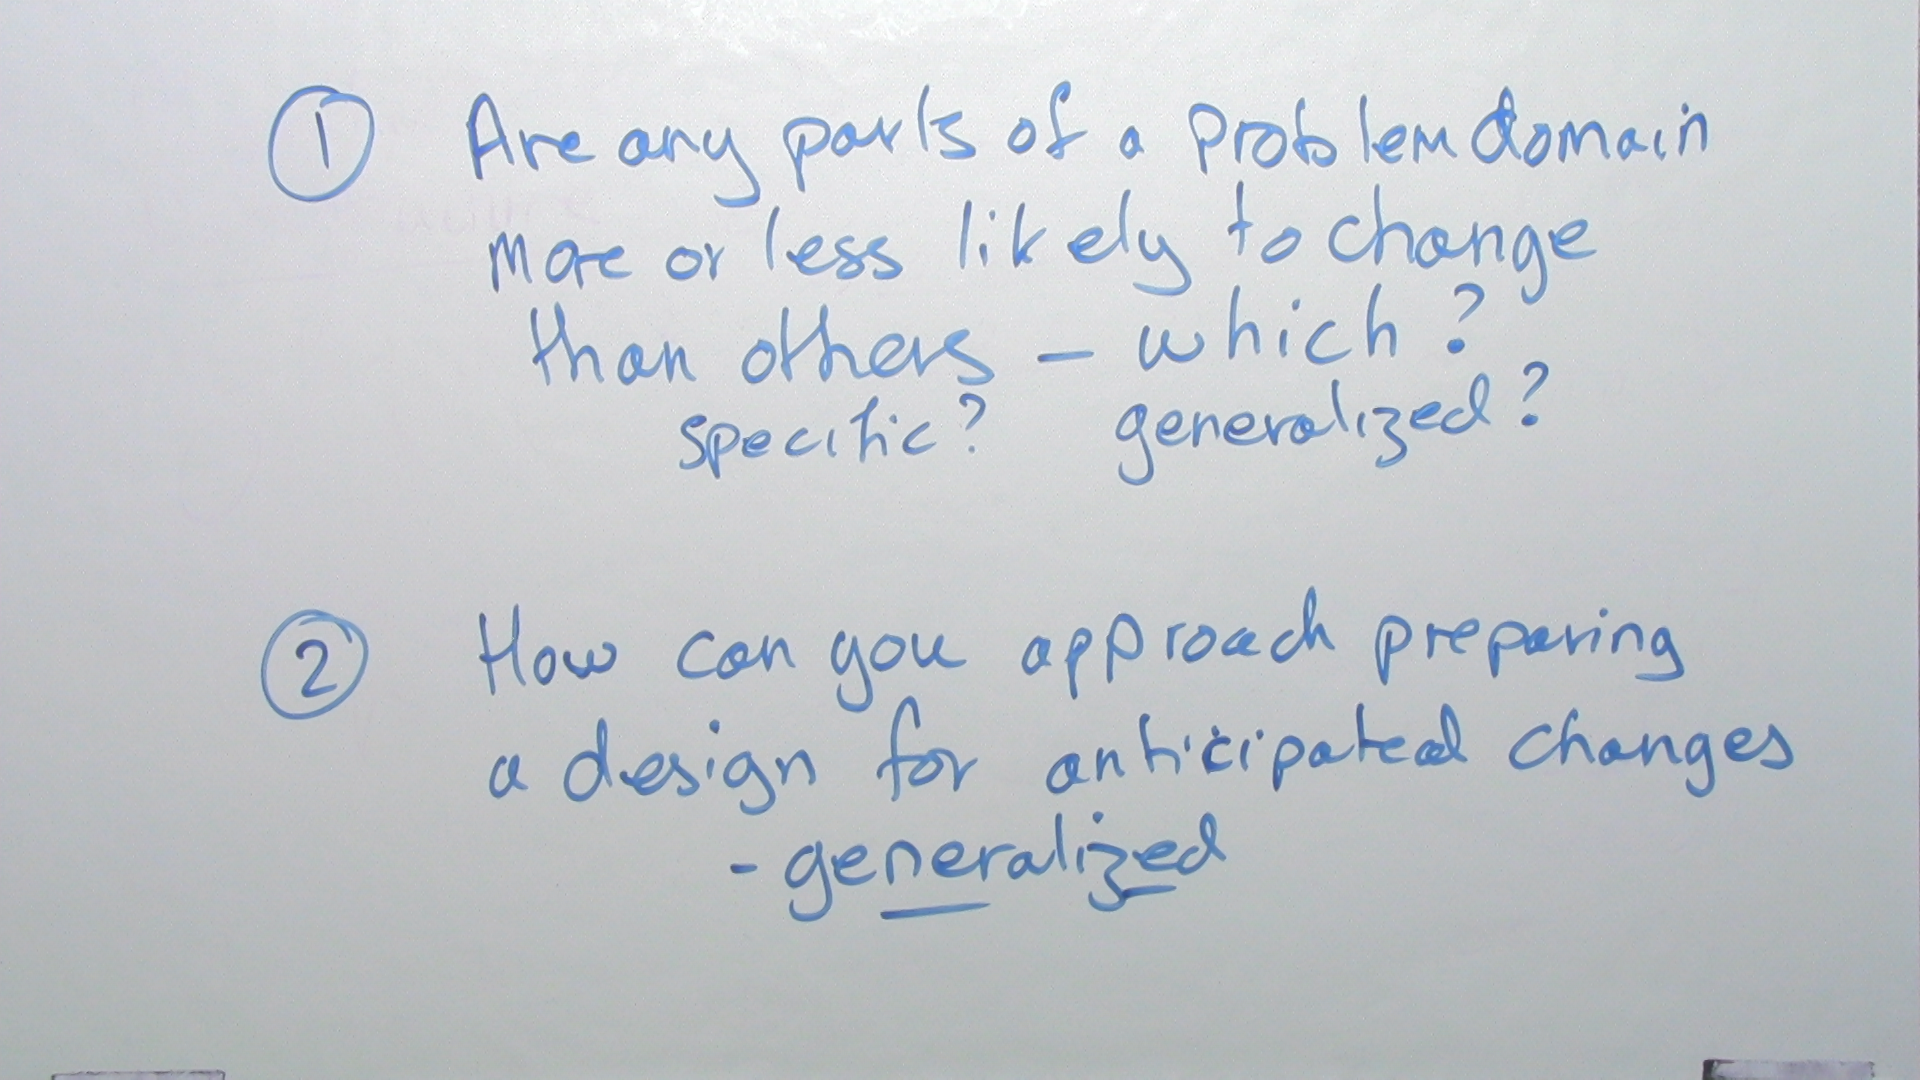 ① Are any parts of a problem domain
more or less likely to change
than others — which?
specific? generalized?
② How can you approach preparing
a design for anticipated changes
- generalized